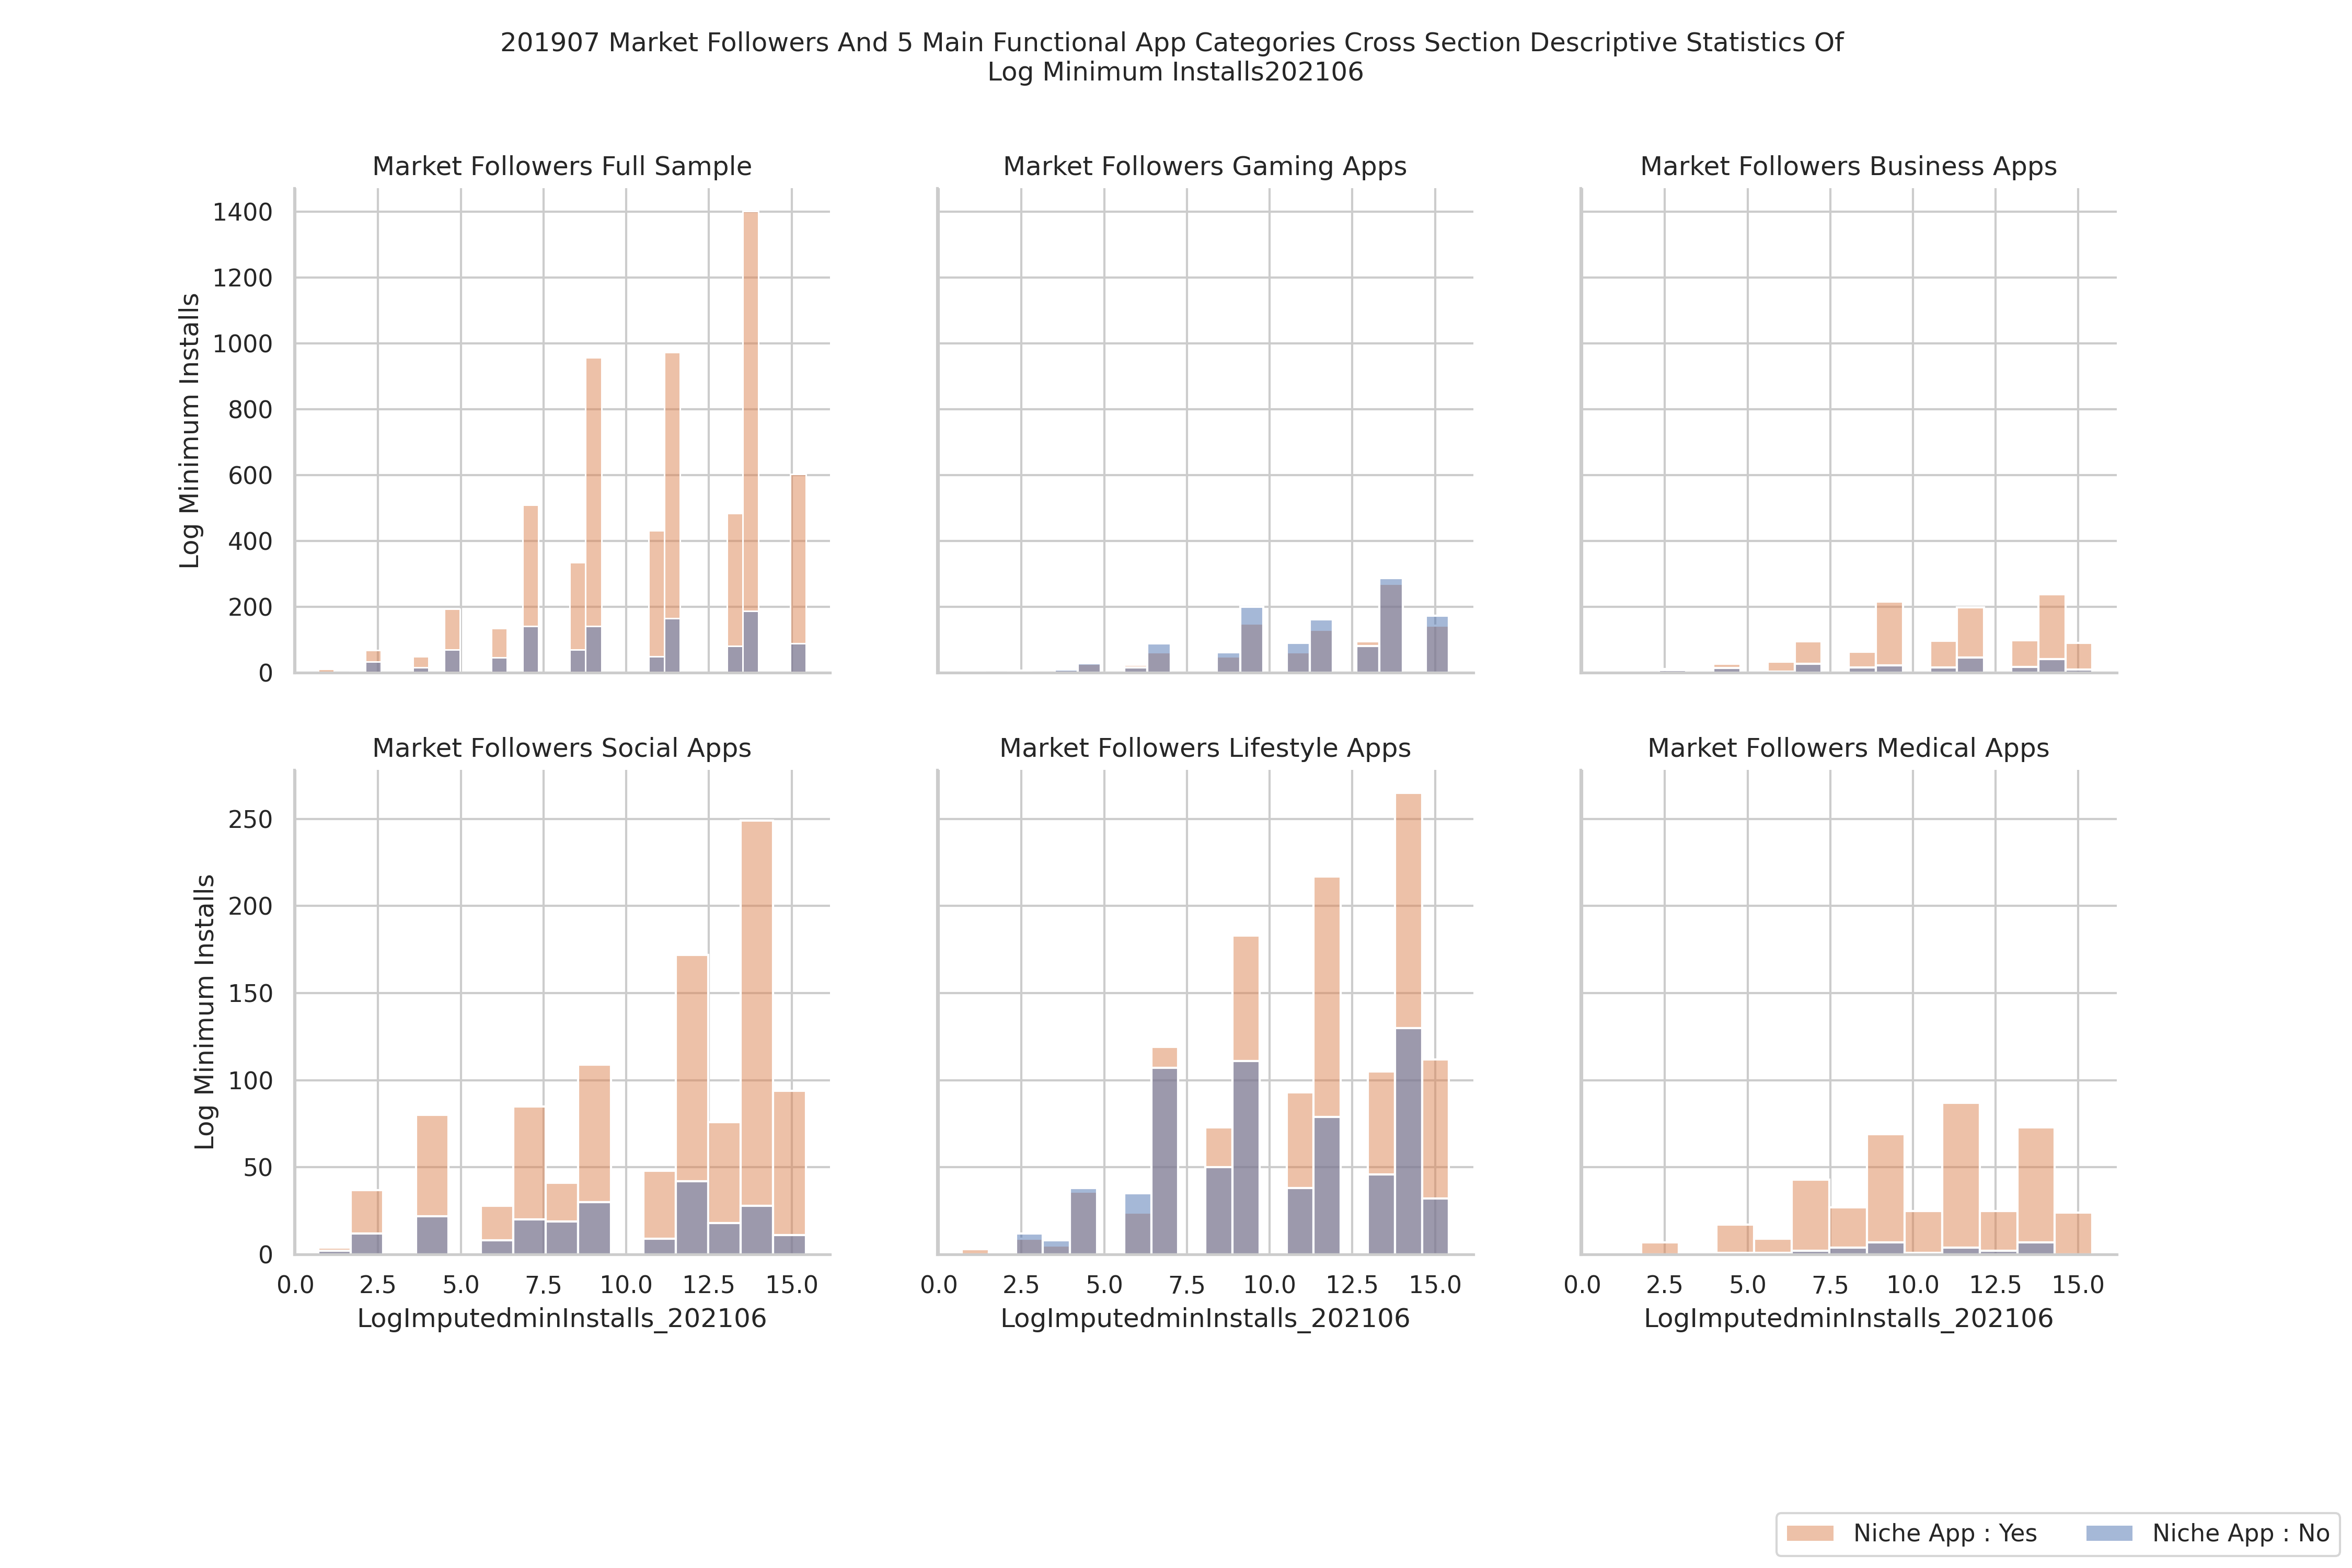 201907 Market Followers And 5 Main Functional App Categories Cross Section Descriptive Statistics Of
Log Minimum Installs202106
Market Followers Full Sample
Market Followers Gaming Apps
Market Followers Business Apps
Log Minimum Installs
1400
1200
1000
800
600
400
200
0
Market Followers Social Apps
Market Followers Lifestyle Apps
Market Followers Medical Apps
Log Minimum Installs
250
200
150
100
50
0
0.0 2.5 5.0 7.5 10.0 12.5 15.0
0.0 2.5 5.0 7.5 10.0 12.5 15.0
0.0 2.5 5.0 7.5 10.0 12.5 15.0
LogImputedminInstalls_202106
LogImputedminInstalls_202106
LogImputedminInstalls_202106
Niche App : Yes
Niche App : No